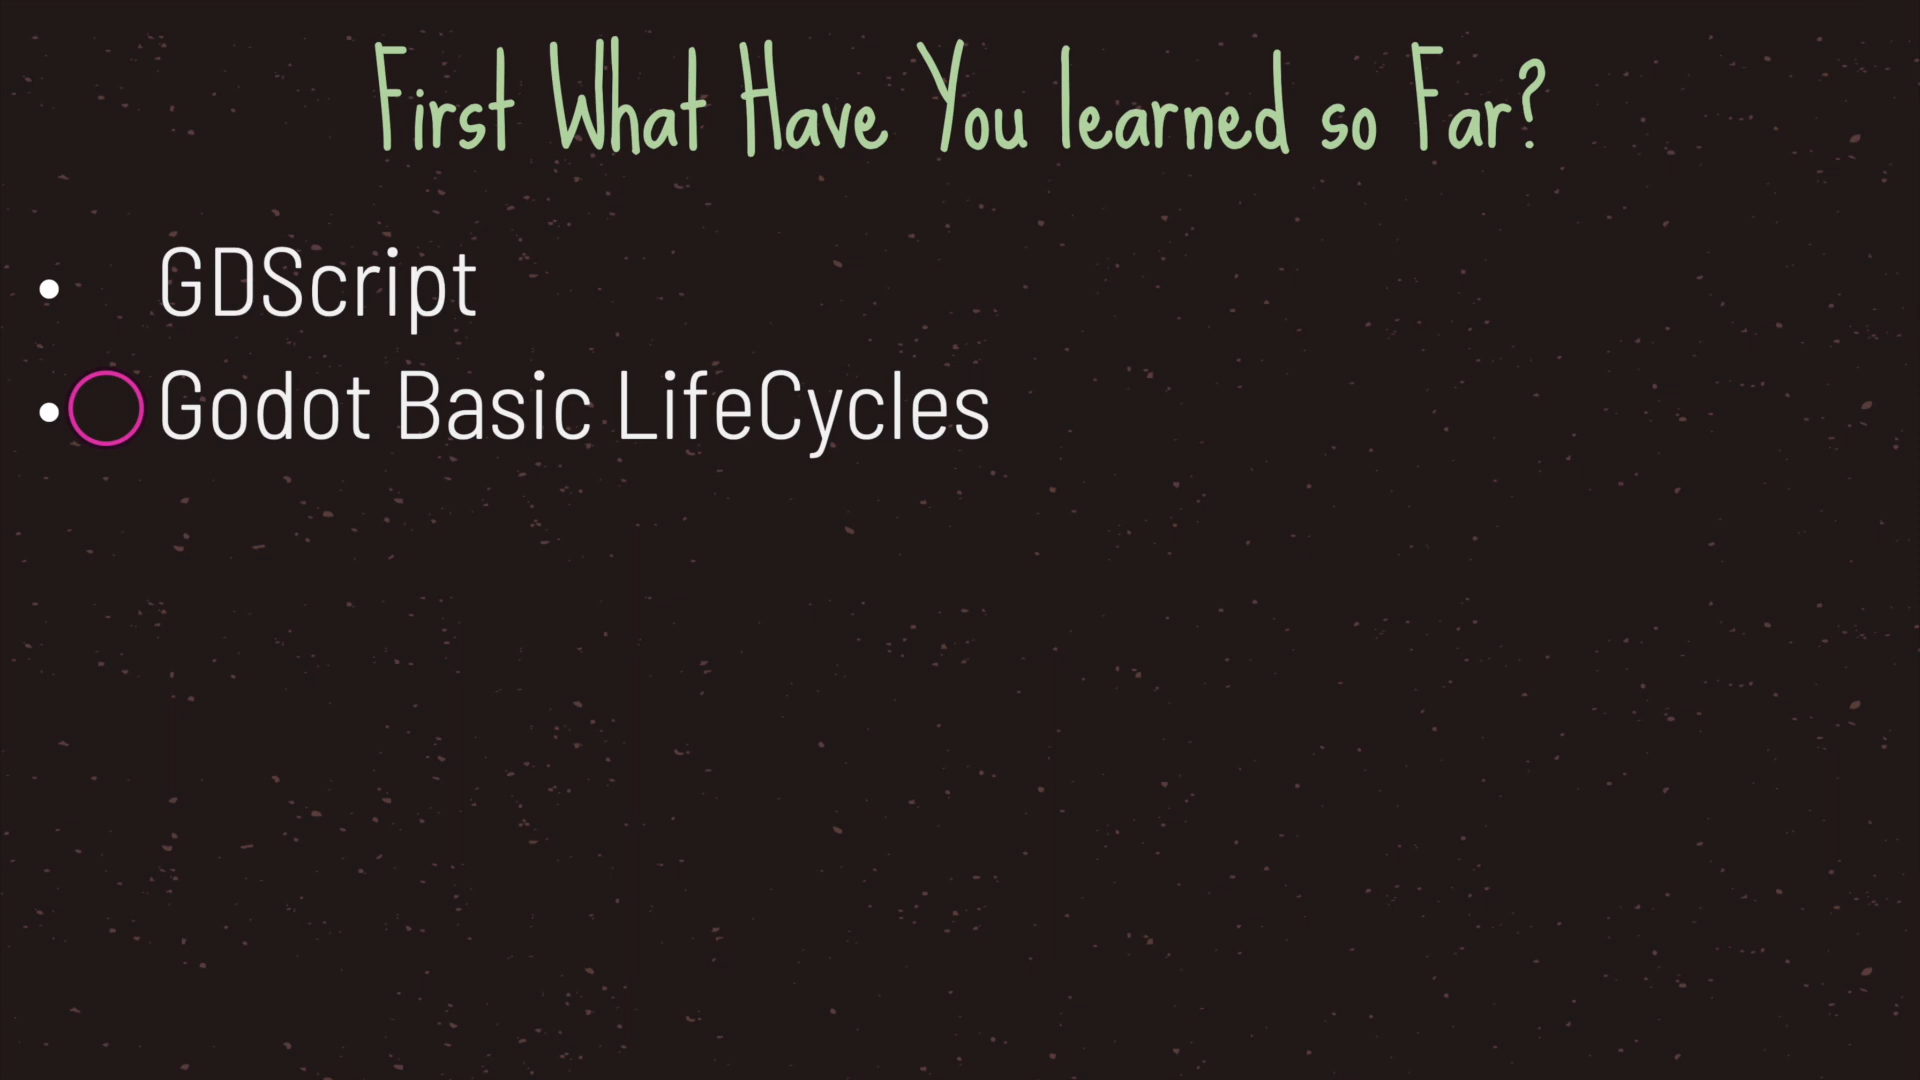 First What Have You learned so Far?
• GDScript
• Godot Basic LifeCycles